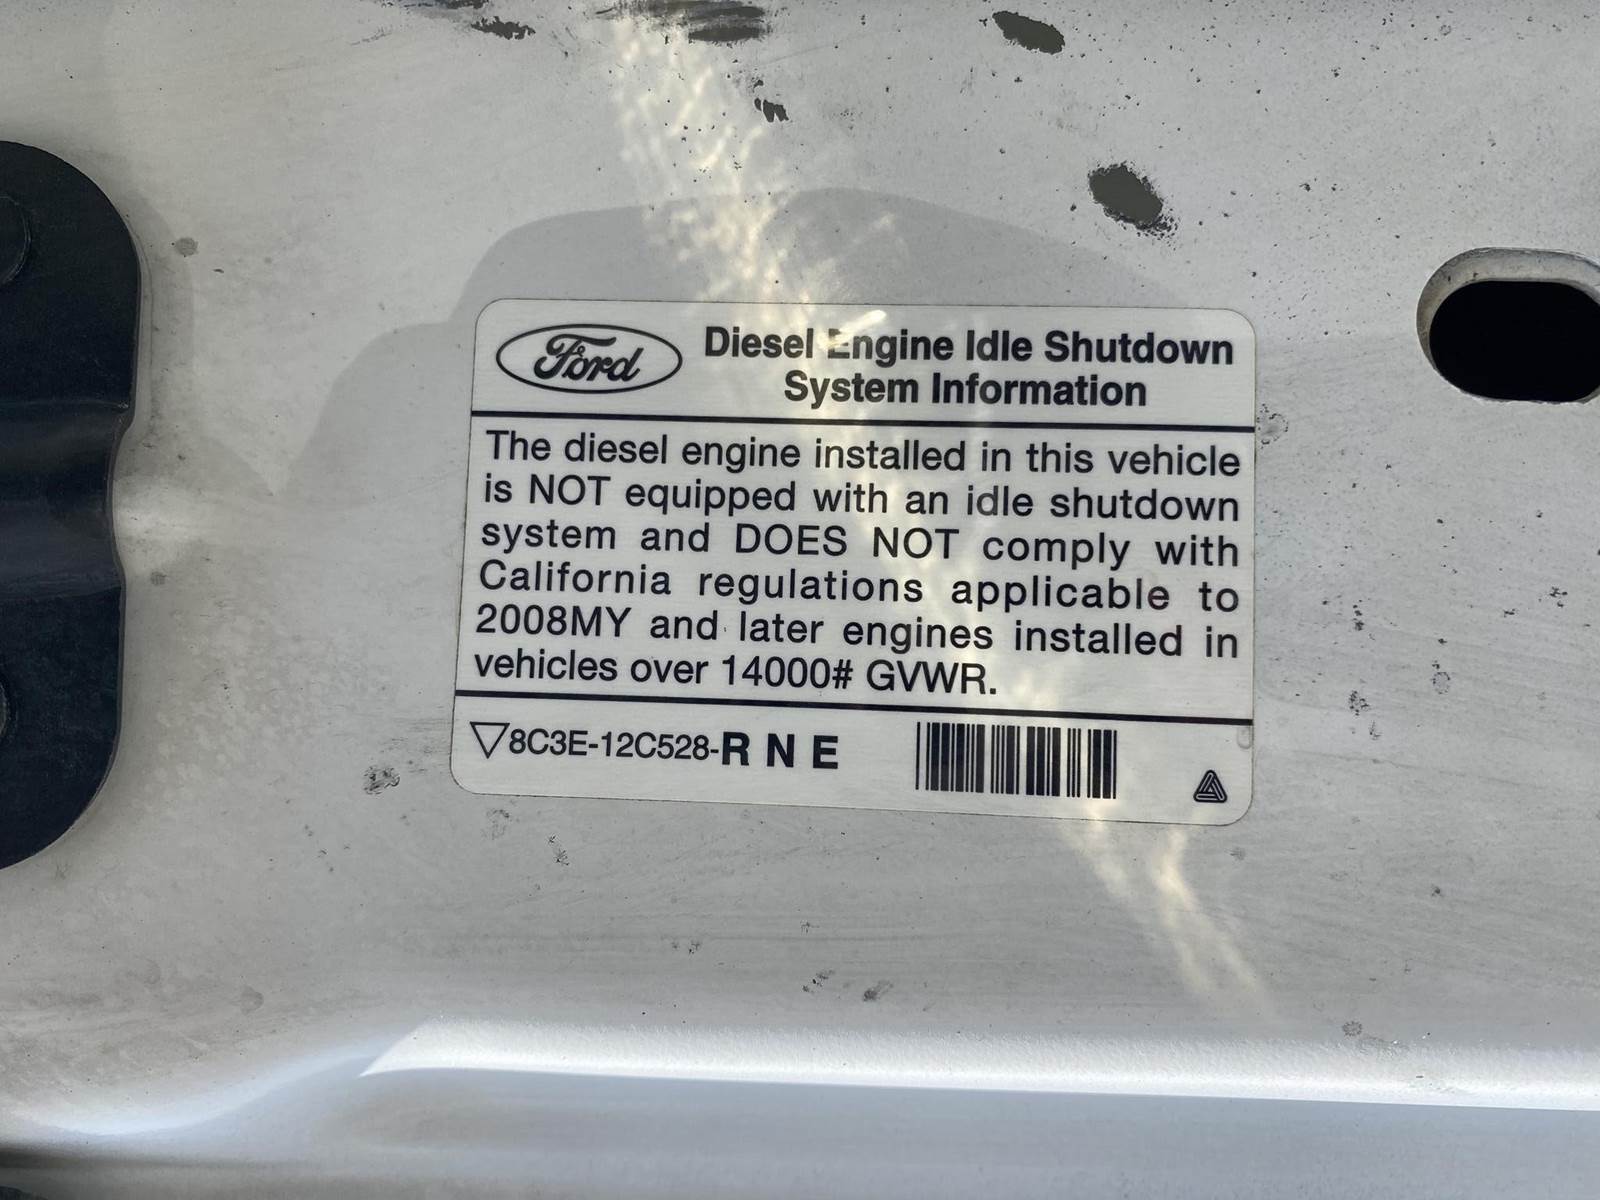 Ford
Diesel Engine Idle Shutdown
System Information
The diesel engine installed in this vehicle
is NOT equipped with an idle shutdown
system and DOES NOT comply with
California regulations applicable to
2008MY and later engines installed in
vehicles over 14000# GVWR.
8C3E-12C528-R N E